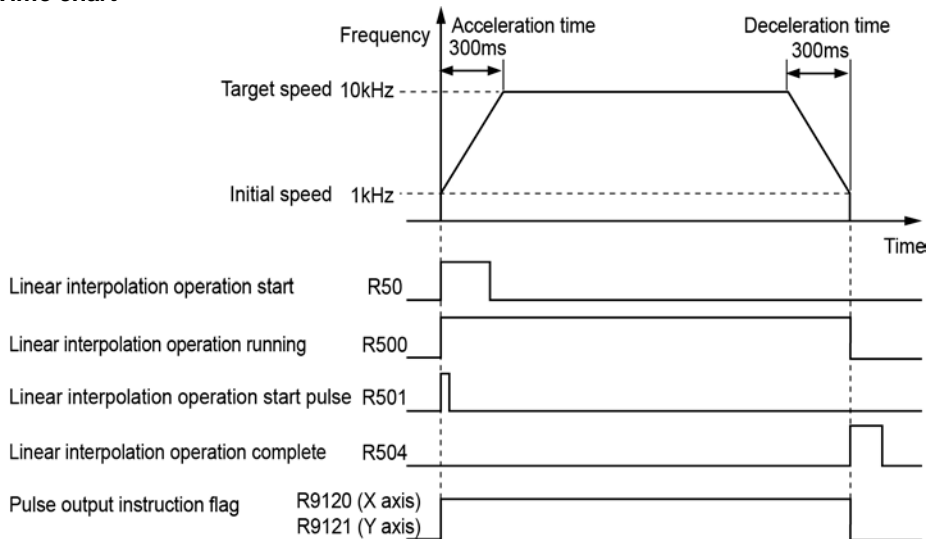 Frequency
Acceleration time
300ms
Deceleration time
300ms
Target speed 10kHz
Initial speed 1kHz
Time
Linear interpolation operation start R50
Linear interpolation operation running R500
Linear interpolation operation start pulse R501
Linear interpolation operation complete R504
Pulse output instruction flag R9120 (X axis)
R9121 (Y axis)